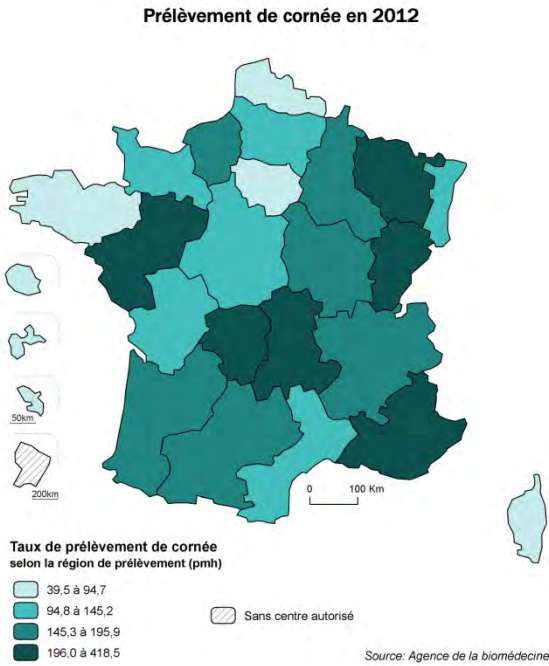 Prélèvement de cornée en 2012
50km
200km
0 100 Km
Taux de prélèvement de cornée
selon la région de prélèvement (pmh)
39,5 à 94,7
94,8 à 145,2
145,3 à 195,9
196,0 à 418,5
Sans centre autorisé
Source: Agence de la biomédecine